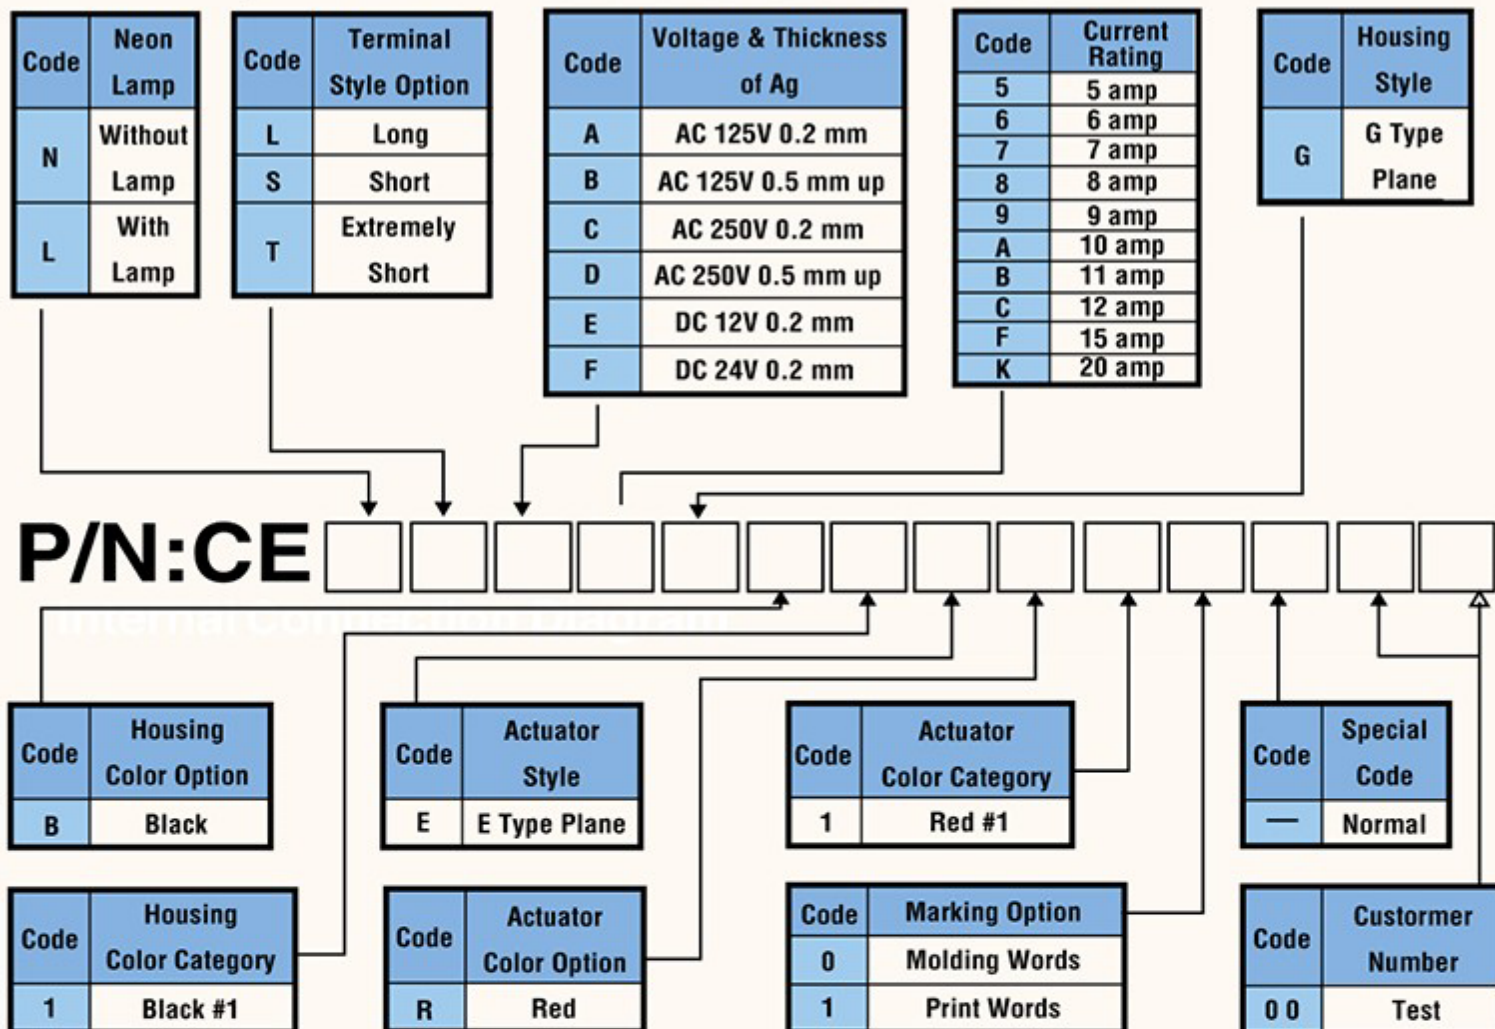 Code Neon Lamp
N Without Lamp
L With Lamp
Code Terminal Style Option
L Long
S Short
T Extremely Short
Code Voltage & Thickness of Ag
A AC 125V 0.2 mm
B AC 125V 0.5 mm up
C AC 250V 0.2 mm
D AC 250V 0.5 mm up
E DC 12V 0.2 mm
F DC 24V 0.2 mm
Code Current Rating
5 5 amp
6 6 amp
7 7 amp
8 8 amp
9 9 amp
A 10 amp
B 11 amp
C 12 amp
F 15 amp
K 20 amp
Code Housing Style
G G Type Plane
P/N:CE
Internal Connection Diagram
Code Housing Color Option
B Black
Code Actuator Style
E E Type Plane
Code Actuator Color Category
1 Red #1
Code Special Code
— Normal
Code Housing Color Category
1 Black #1
Code Actuator Color Option
R Red
Code Marking Option
0 Molding Words
1 Print Words
Code Custormer Number
0 0 Test